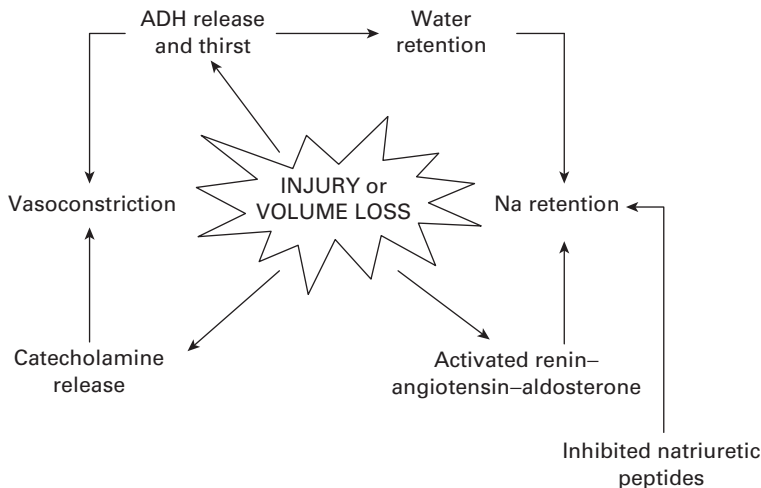 ADH release
and thirst
Water
retention
INJURY or
VOLUME LOSS
Vasoconstriction
Na retention
Catecholamine
release
Activated renin–
angiotensin–aldosterone
Inhibited natriuretic
peptides